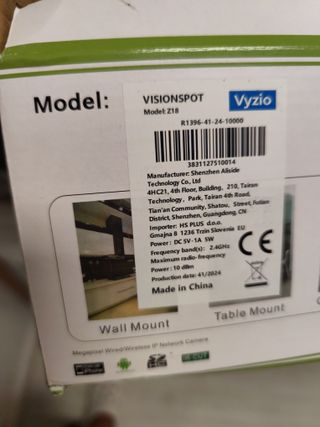 Model:
VISIONSPOT
Vyzio
Model: Z18
R1396-41-24-10000
3831127510014
Manufacturer: Shenzhen Aliside
Technology Co., Ltd
4HC21, 4th Floor, Building, 210, Tairan
Technology, Park, Tairan 4th Road,
Tian'an Community, Shatou, Street, Futian
District, Shenzhen, Guangdong, CN
Importer: HS PLUS d.o.o.
Gmajna 8 1236 Trzin Slovenia EU
Power: DC 5V-1A 5W
Frequency band(s): 2.4GHz
Maximum radio-frequency
Power: 10 dBm
Production date: 41/2024
Made in China
CE
Wall Mount
Table Mount
Megapixel Wired/Wireless IP Network Camera